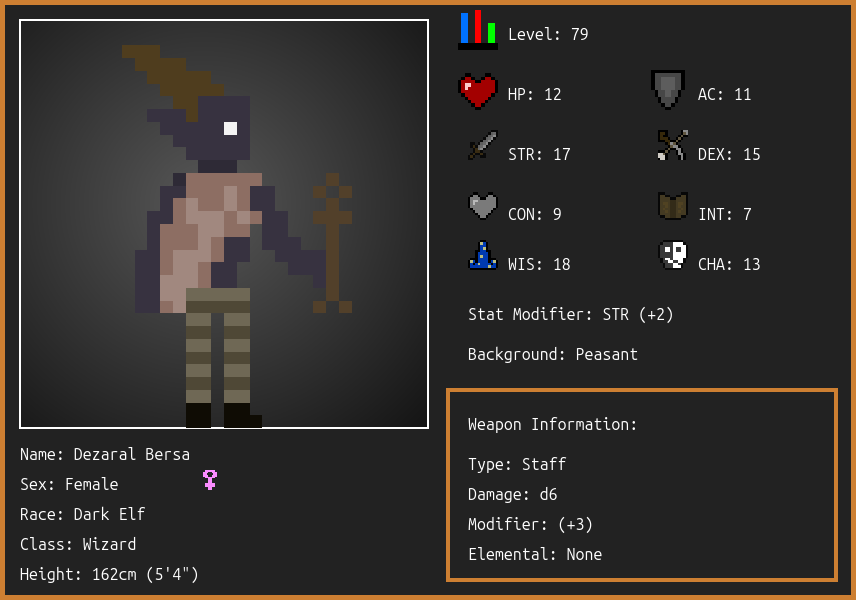 Level: 79
HP: 12
AC: 11
STR: 17
DEX: 15
CON: 9
INT: 7
WIS: 18
CHA: 13
Stat Modifier: STR (+2)
Background: Peasant
Weapon Information:
Type: Staff
Damage: d6
Modifier: (+3)
Elemental: None
Name: Dezaral Bersa
Sex: Female
Race: Dark Elf
Class: Wizard
Height: 162cm (5'4")